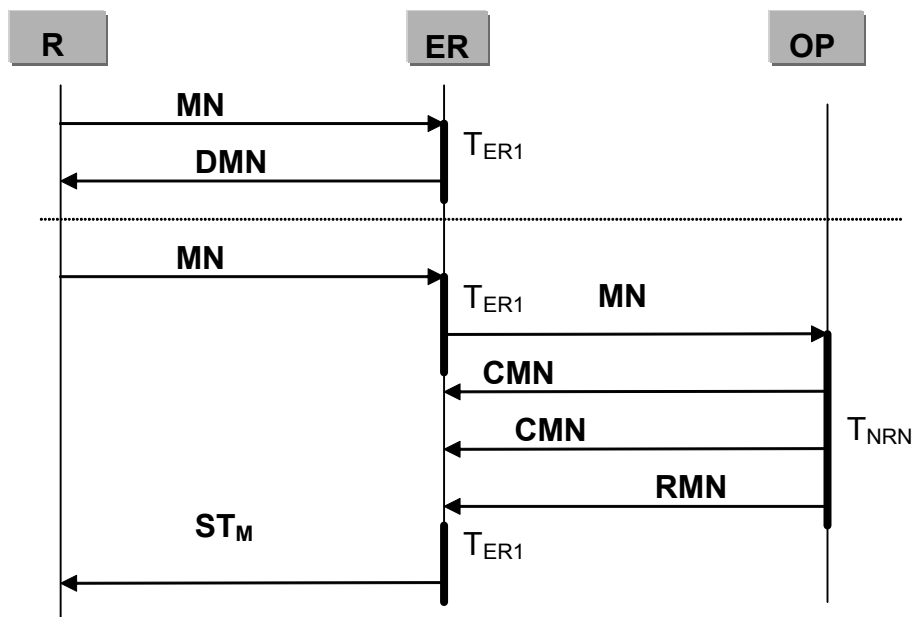 R ER OP
MN
T_ER1
DMN
MN
T_ER1 MN
CMN
CMN
T_NRN
RMN
ST_M
T_ER1